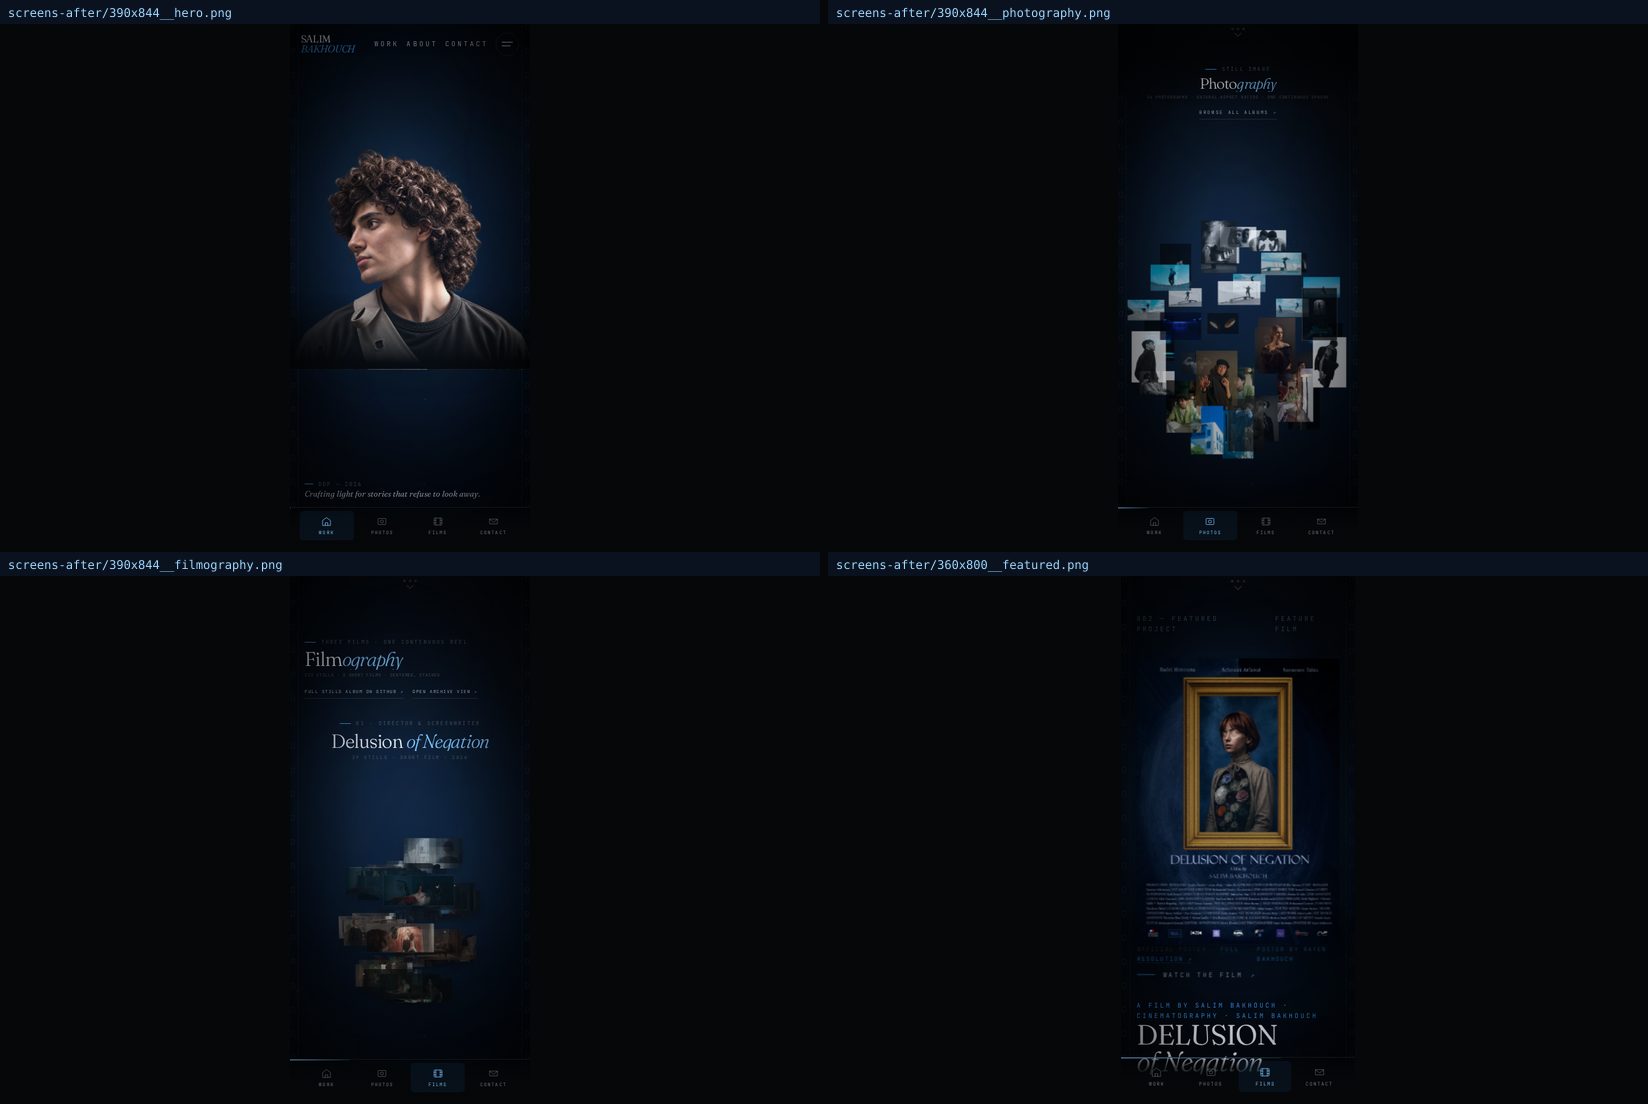 screens-after/390x844__hero.png
SALIM
BAKHOUCH
WORK ABOUT CONTACT
DOP — 2026
Crafting light for stories that refuse to look away.
WORK PHOTOS FILMS CONTACT
screens-after/390x844__photography.png
STILL IMAGE
Photography
BROWSE ALL ALBUMS
WORK PHOTOS FILMS CONTACT
screens-after/390x844__filmography.png
THREE FILMS · ONE CONTINUOUS REEL
Filmography
FULL STILLS ALBUM ON GITHUB ↗ OPEN ARCHIVE VIEW ↗
01 · DIRECTOR & SCREENWRITER
Delusion of Negation
STILLS · SHORT FILM · 2024
WORK PHOTOS FILMS CONTACT
screens-after/360x800__featured.png
002 — FEATURED PROJECT
FEATURE FILM
DELUSION OF NEGATION
A Film By
SALIM BAKHOUCH
OFFICIAL POSTER · FULL RESOLUTION ↗
POSTER BY RAYEN BAKHOUCH
WATCH THE FILM ↗
A FILM BY SALIM BAKHOUCH ·
CINEMATOGRAPHY · SALIM BAKHOUCH
DELUSION
of Negation
WORK PHOTOS FILMS CONTACT